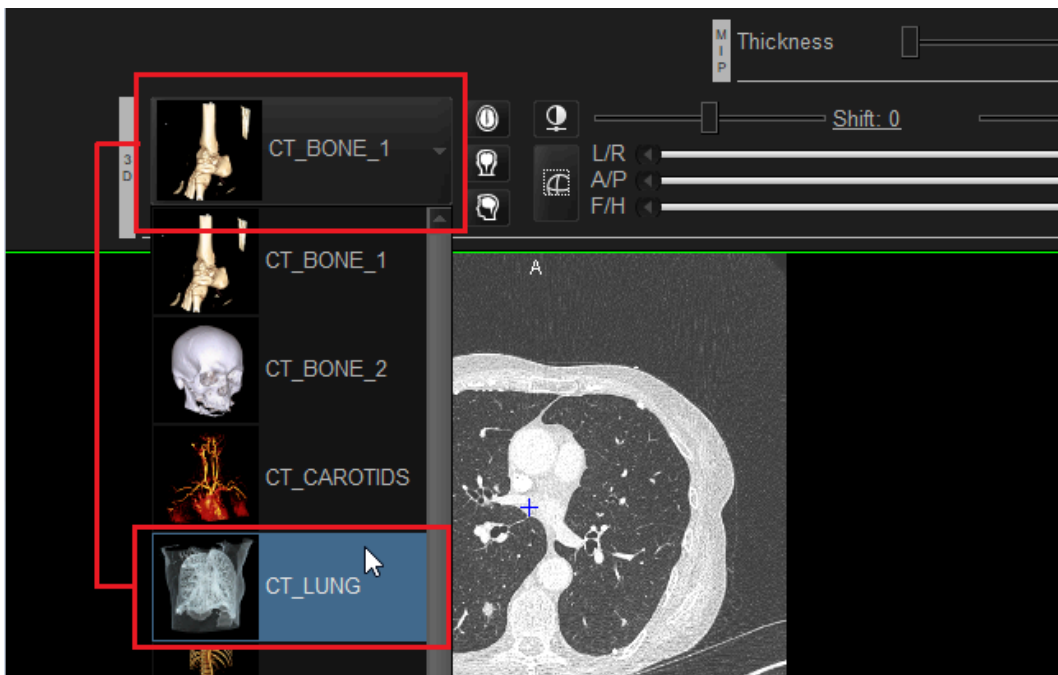 M
I
P
Thickness
3
D
CT_BONE_1
Shift: 0
L/R
A/P
F/H
CT_BONE_1
A
CT_BONE_2
CT_CAROTIDS
CT_LUNG